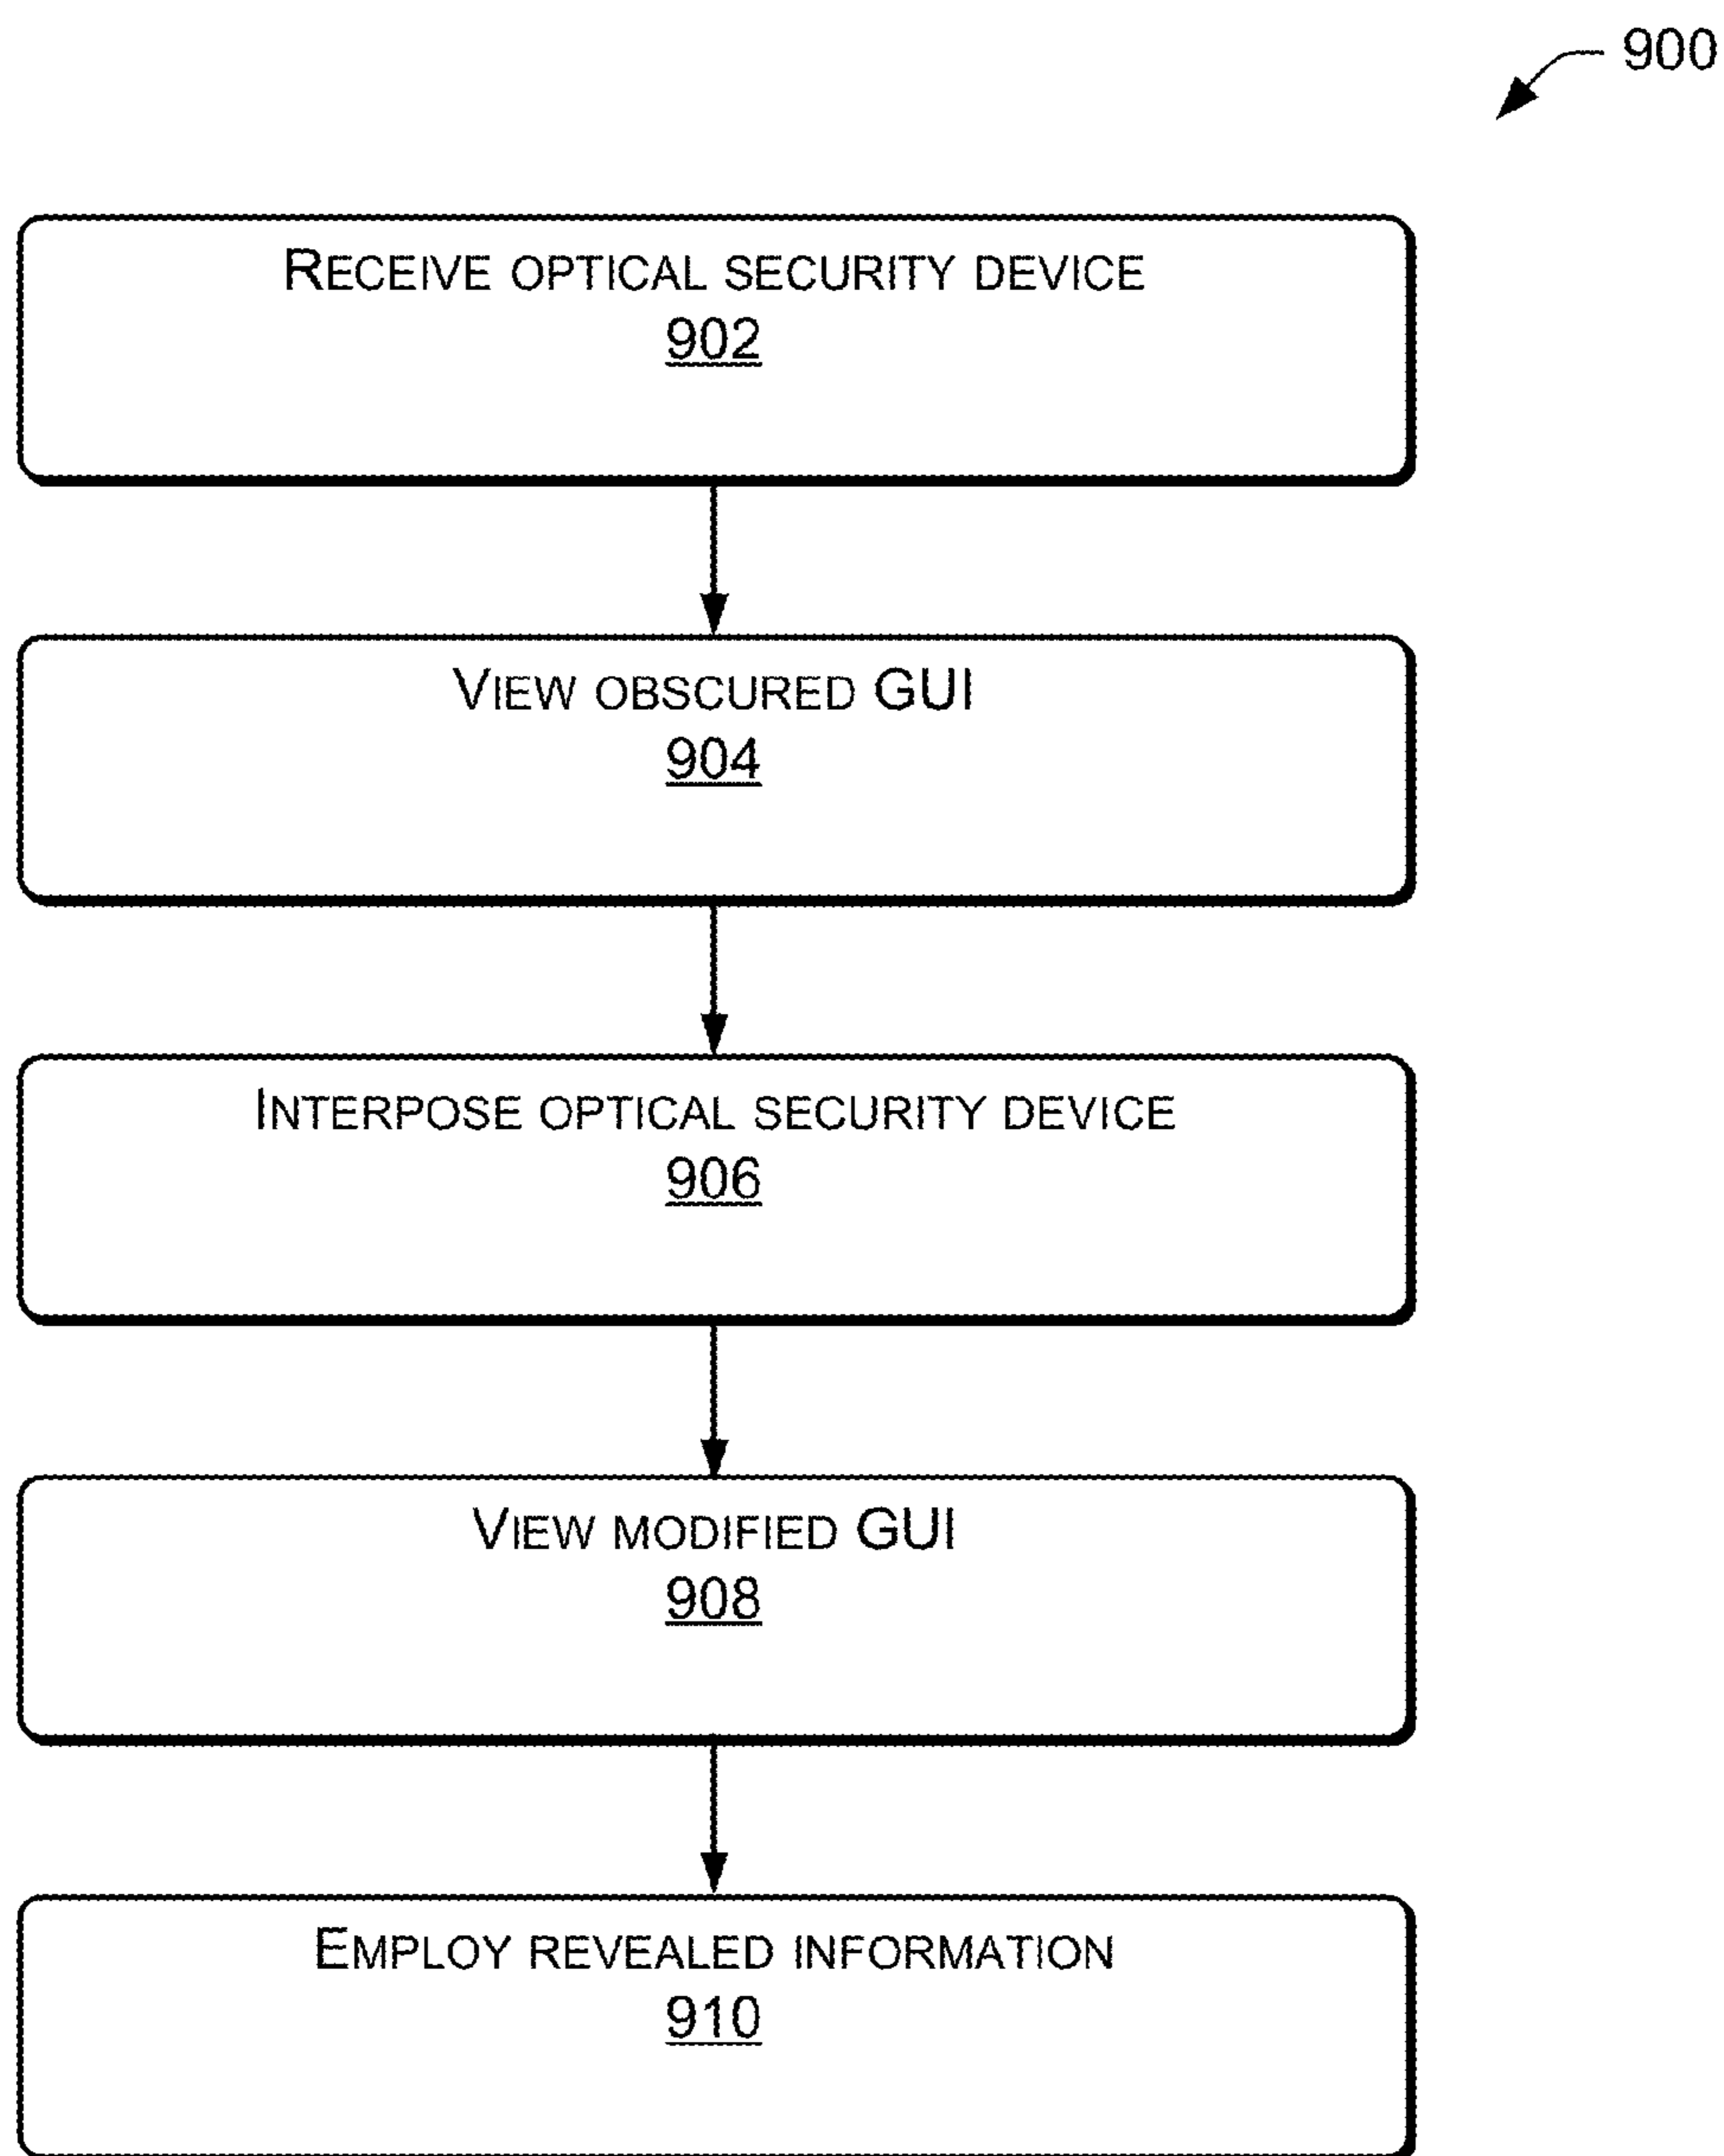 900
RECEIVE OPTICAL SECURITY DEVICE
902
VIEW OBSCURED GUI
904
INTERPOSE OPTICAL SECURITY DEVICE
906
VIEW MODIFIED GUI
908
EMPLOY REVEALED INFORMATION
910